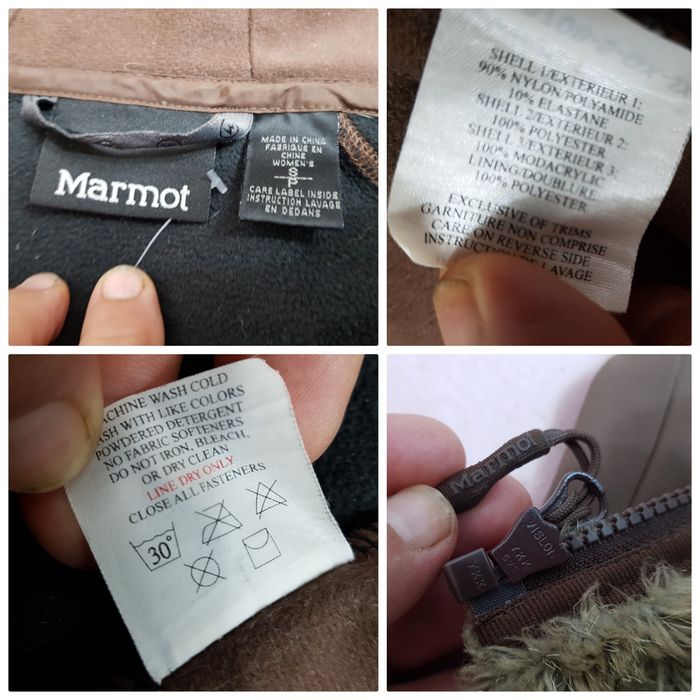 Marmot
MADE IN CHINA
FABRIQUE EN
CHINE
WOMEN'S
S
P
CARE LABEL INSIDE
INSTRUCTION LAVAGE
EN DEDANS
SHELL 1/EXTERIEUR 1:
90% NYLON/POLYAMIDE
10% ELASTANE
SHELL 2/EXTERIEUR 2:
100% POLYESTER
SHELL 3/EXTERIEUR 3:
100% MODACRYLIC
LINING/DOUBLURE:
100% POLYESTER
EXCLUSIVE OF TRIMS
GARNITURE NON COMPRISE
CARE ON REVERSE SIDE
INSTRUCTION DE LAVAGE
ACHINE WASH COLD
ASH WITH LIKE COLORS
POWDERED DETERGENT
NO FABRIC SOFTENERS
DO NOT IRON, BLEACH,
OR DRY CLEAN
LINE DRY ONLY
CLOSE ALL FASTENERS
30°
Marmot
VISLON
YKK
YKK